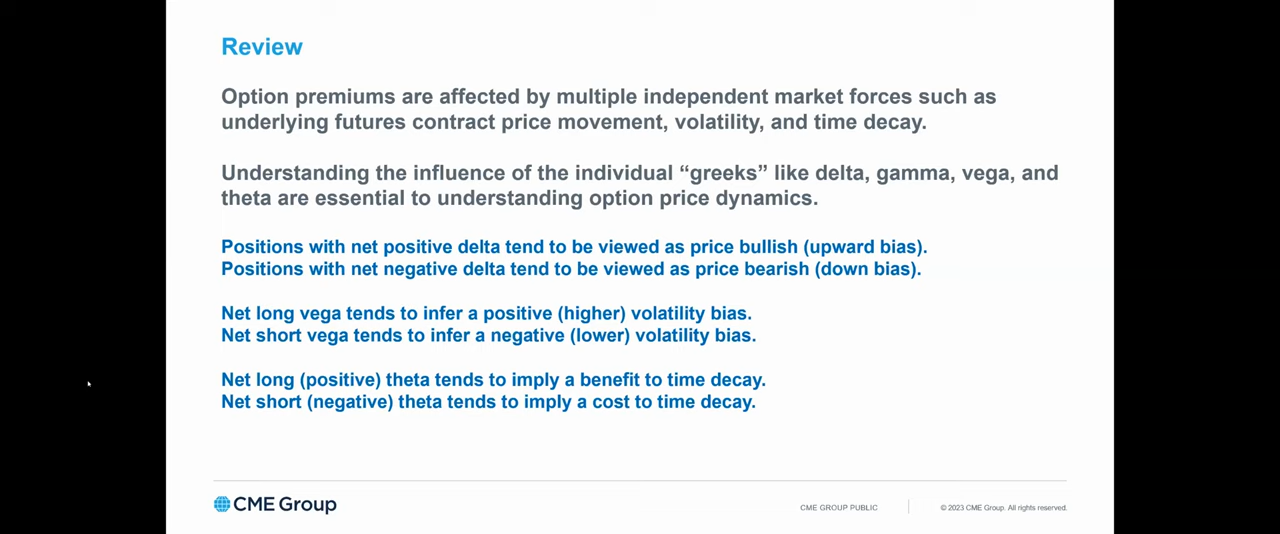 Review
Option premiums are affected by multiple independent market forces such as
underlying futures contract price movement, volatility, and time decay.
Understanding the influence of the individual “greeks” like delta, gamma, vega, and
theta are essential to understanding option price dynamics.
Positions with net positive delta tend to be viewed as price bullish (upward bias).
Positions with net negative delta tend to be viewed as price bearish (down bias).
Net long vega tends to infer a positive (higher) volatility bias.
Net short vega tends to infer a negative (lower) volatility bias.
Net long (positive) theta tends to imply a benefit to time decay.
Net short (negative) theta tends to imply a cost to time decay.
CME Group
CME GROUP PUBLIC
© 2023 CME Group. All rights reserved.